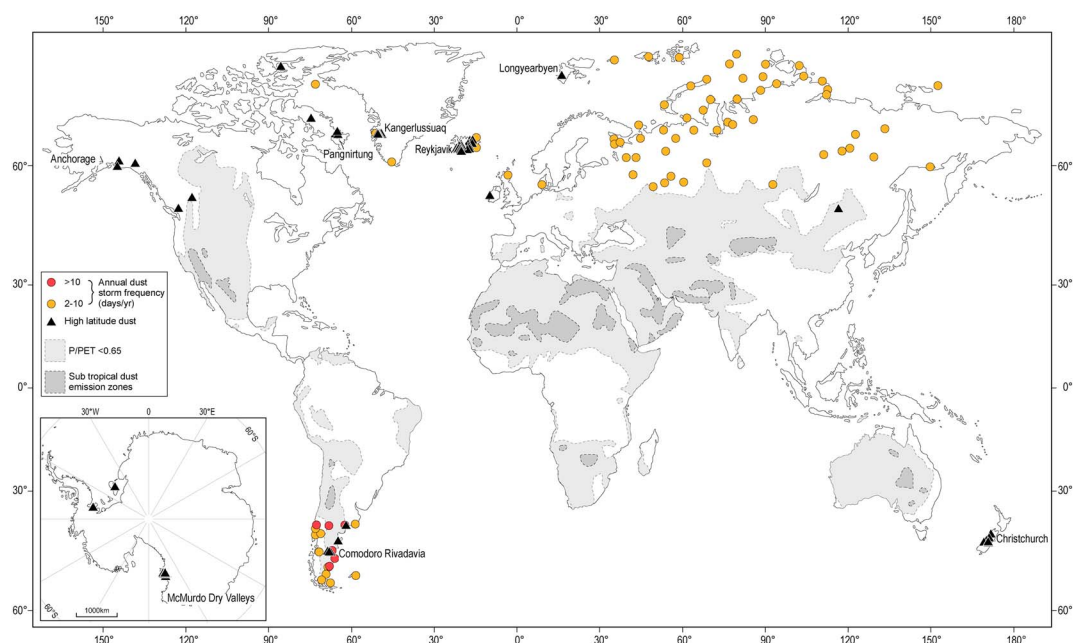 150° 120° 90° 60° 30° 0° 30° 60° 90° 120° 150° 180°
Longyearbyen
Kangerlussuaq
Pangnirtung
Reykjavik
Anchorage
60° 60°
30° 30°
>10
2-10
Annual dust
storm frequency
(days/yr)
High latitude dust
P/PET <0.65
Sub tropical dust
emission zones
0° 0°
30°W 0 30°E
60°S
60°S
30° 30°
Christchurch
Comodoro Rivadavia
McMurdo Dry Valleys
1000km
60° 60°
150° 120° 90° 60° 30° 0° 30° 60° 90° 120° 150° 180°